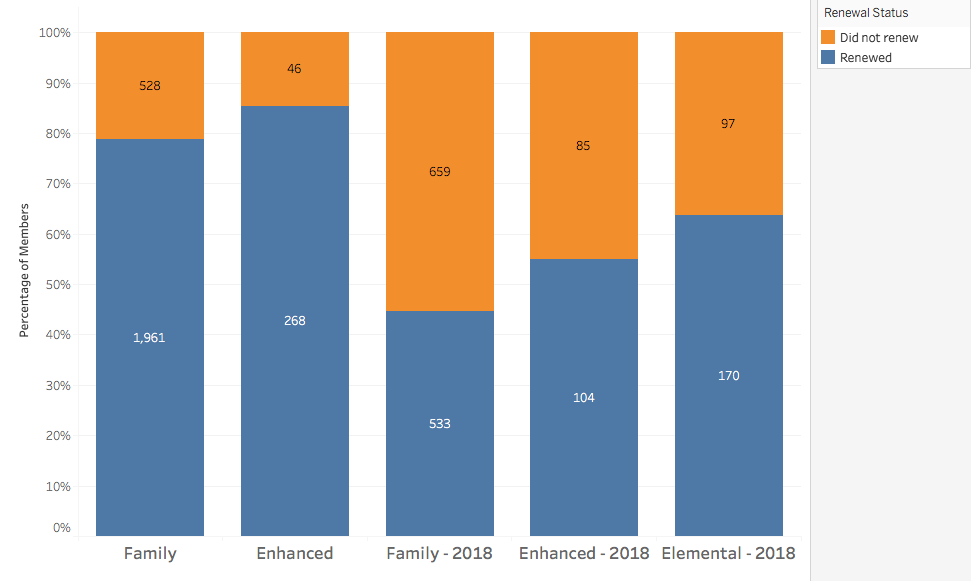 Renewal Status
Did not renew
Renewed
Percentage of Members
100%
90%
80%
70%
60%
50%
40%
30%
20%
10%
0%
528
46
659
85
97
1,961
268
533
104
170
Family
Enhanced
Family - 2018
Enhanced - 2018
Elemental - 2018